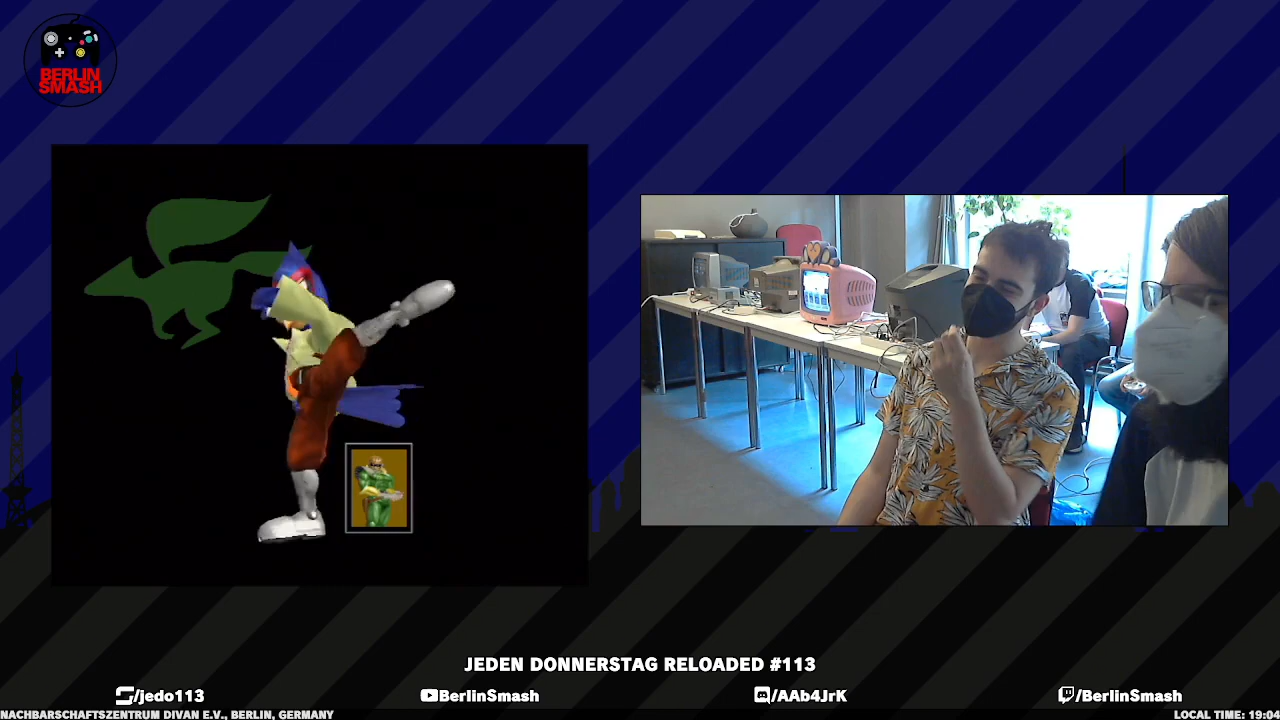 BERLIN
SMASH
JEDEN DONNERSTAG RELOADED #113
/jedo113
BerlinSmash
/AAb4JrK
/BerlinSmash
NACHBARSCHAFTSZENTRUM DIVAN E.V., BERLIN, GERMANY
LOCAL TIME: 19:04